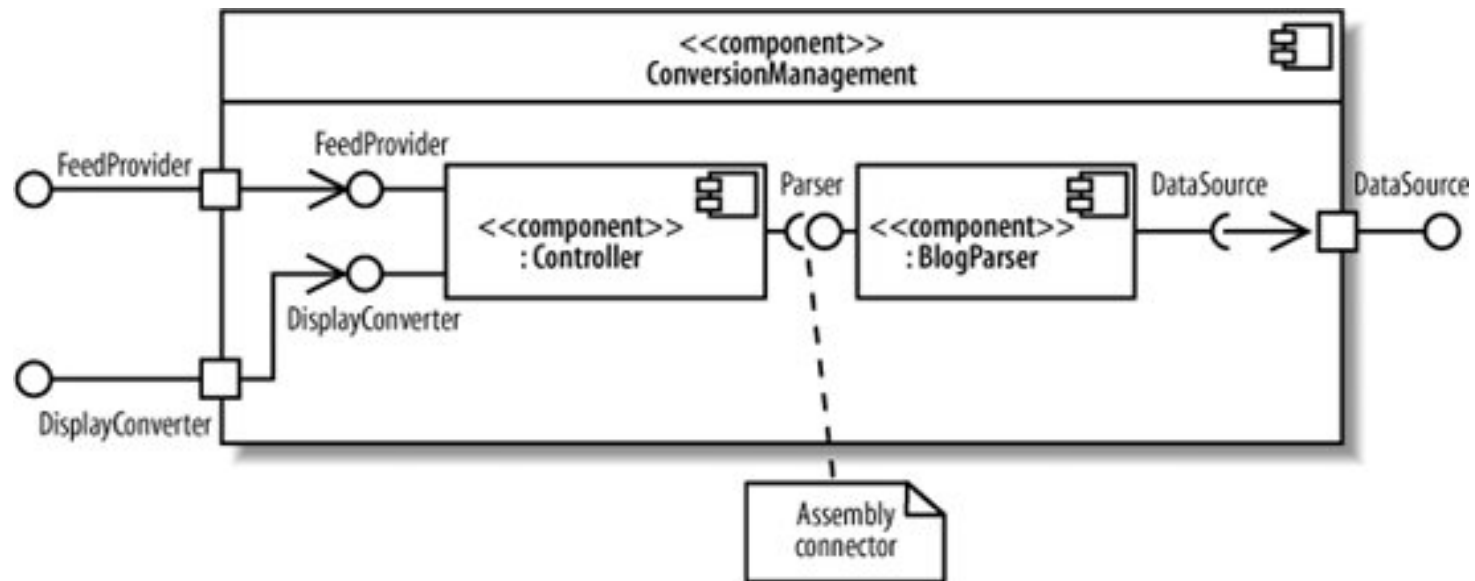 <<component>>
ConversionManagement
FeedProvider
FeedProvider
Parser
DataSource
DataSource
<<component>>
: Controller
<<component>>
: BlogParser
DisplayConverter
DisplayConverter
Assembly
connector